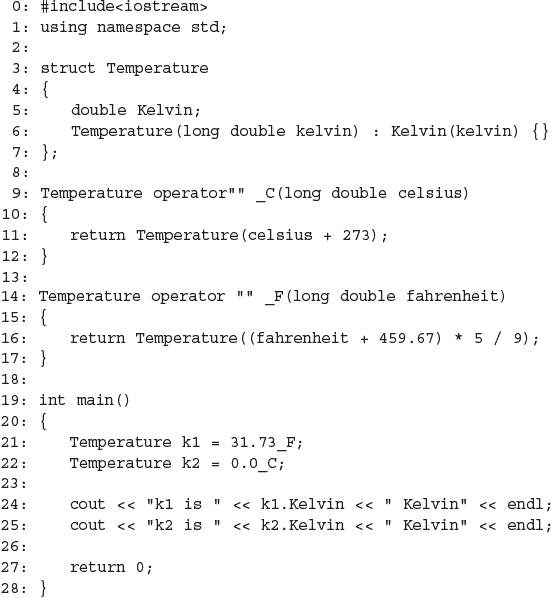 0: #include<iostream>
1: using namespace std;
2:
3: struct Temperature
4: {
5:    double Kelvin;
6:    Temperature(long double kelvin) : Kelvin(kelvin) {}
7: };
8:
9: Temperature operator"" _C(long double celsius)
10: {
11:    return Temperature(celsius + 273);
12: }
13:
14: Temperature operator "" _F(long double fahrenheit)
15: {
16:    return Temperature((fahrenheit + 459.67) * 5 / 9);
17: }
18:
19: int main()
20: {
21:    Temperature k1 = 31.73_F;
22:    Temperature k2 = 0.0_C;
23:
24:    cout << "k1 is " << k1.Kelvin << " Kelvin" << endl;
25:    cout << "k2 is " << k2.Kelvin << " Kelvin" << endl;
26:
27:    return 0;
28: }